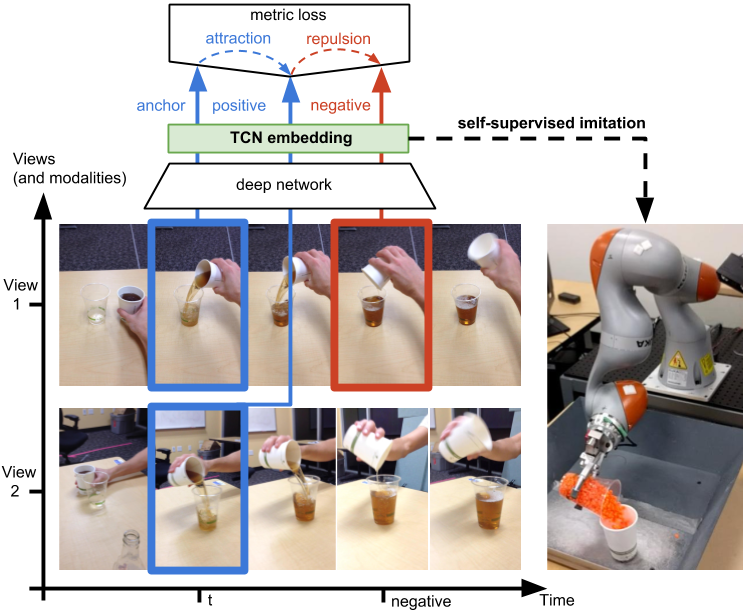 metric loss
attraction
repulsion
anchor
positive
negative
TCN embedding
self-supervised imitation
Views
(and modalities)
deep network
View
1
View
2
t
negative
Time